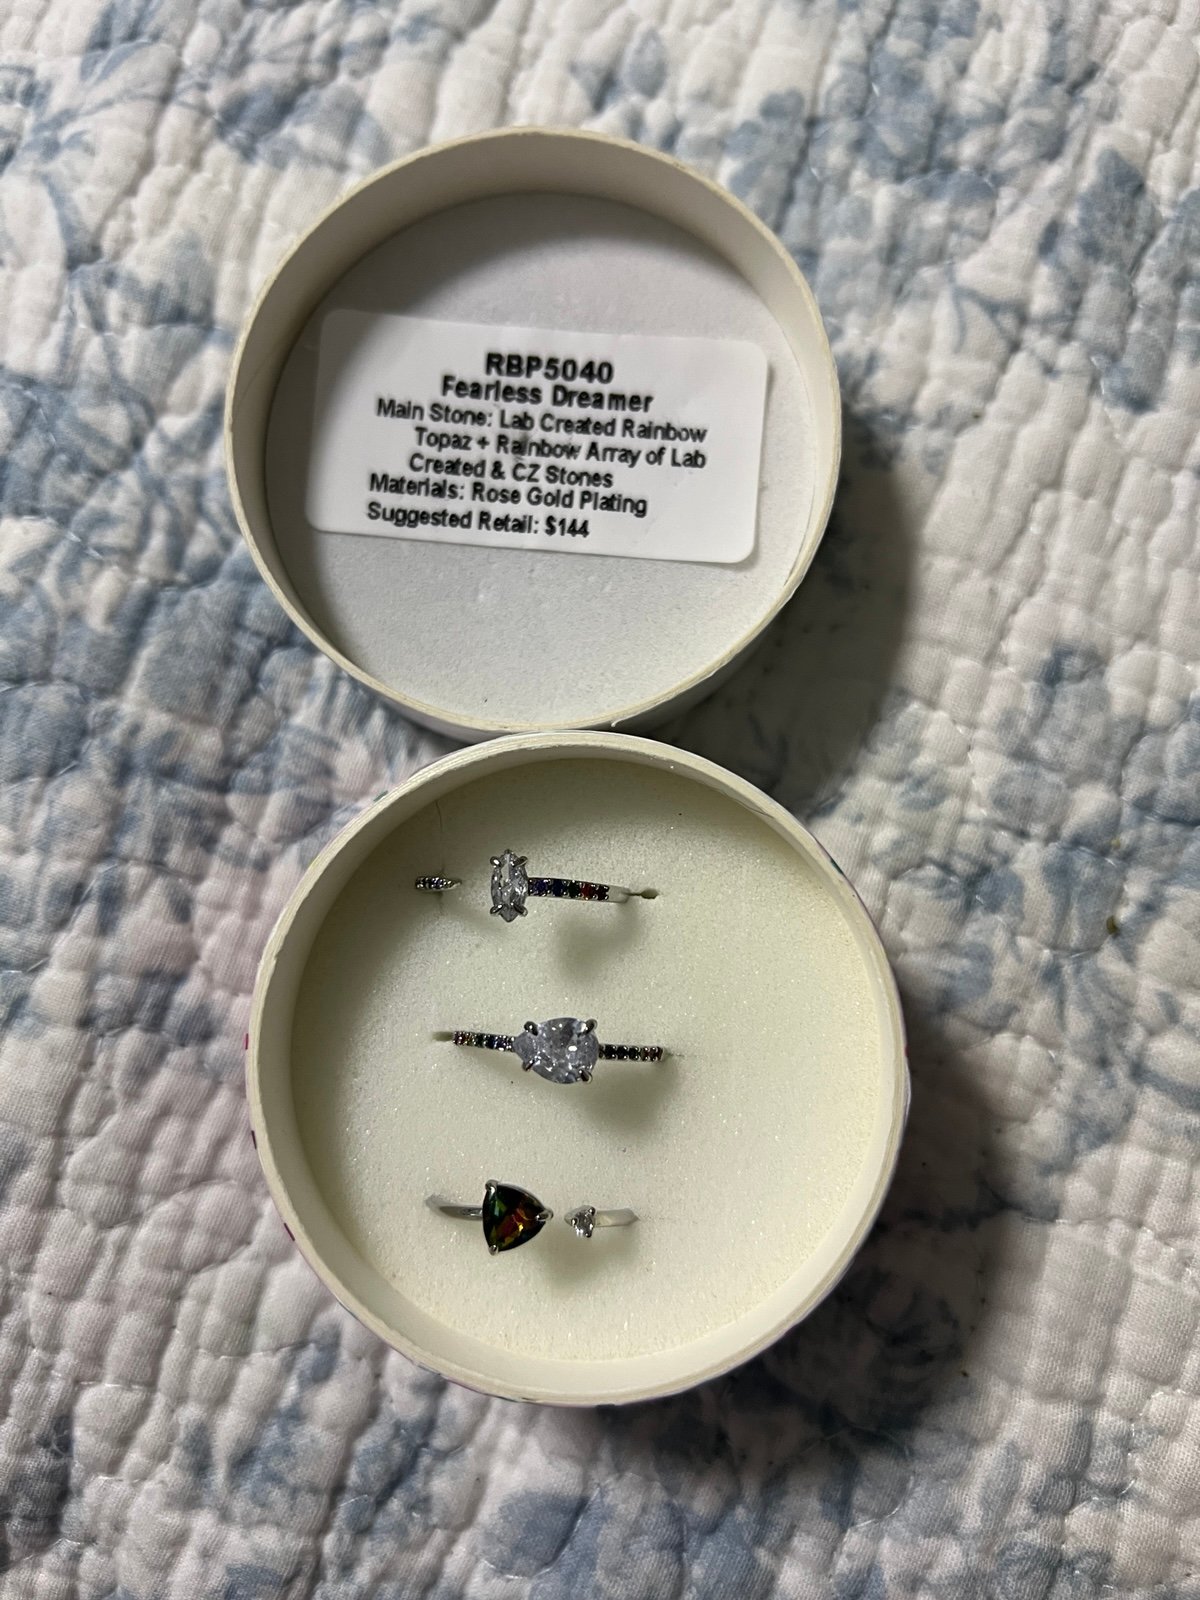 RBP5040
Fearless Dreamer
Main Stone: Lab Created Rainbow
Topaz + Rainbow Array of Lab
Created & CZ Stones
Materials: Rose Gold Plating
Suggested Retail: $144